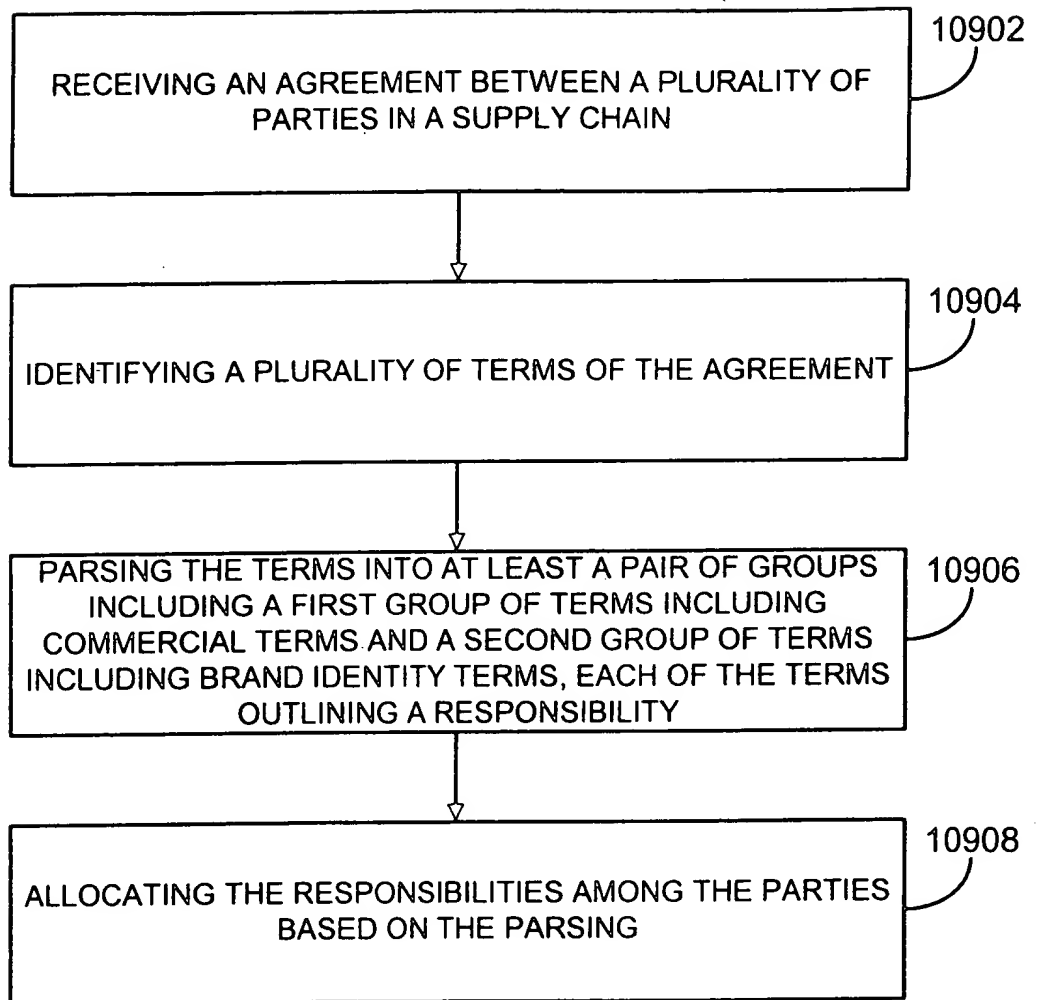 10902
RECEIVING AN AGREEMENT BETWEEN A PLURALITY OF
PARTIES IN A SUPPLY CHAIN
10904
IDENTIFYING A PLURALITY OF TERMS OF THE AGREEMENT
10906
PARSING THE TERMS INTO AT LEAST A PAIR OF GROUPS
INCLUDING A FIRST GROUP OF TERMS INCLUDING
COMMERCIAL TERMS AND A SECOND GROUP OF TERMS
INCLUDING BRAND IDENTITY TERMS, EACH OF THE TERMS
OUTLINING A RESPONSIBILITY
10908
ALLOCATING THE RESPONSIBILITIES AMONG THE PARTIES
BASED ON THE PARSING